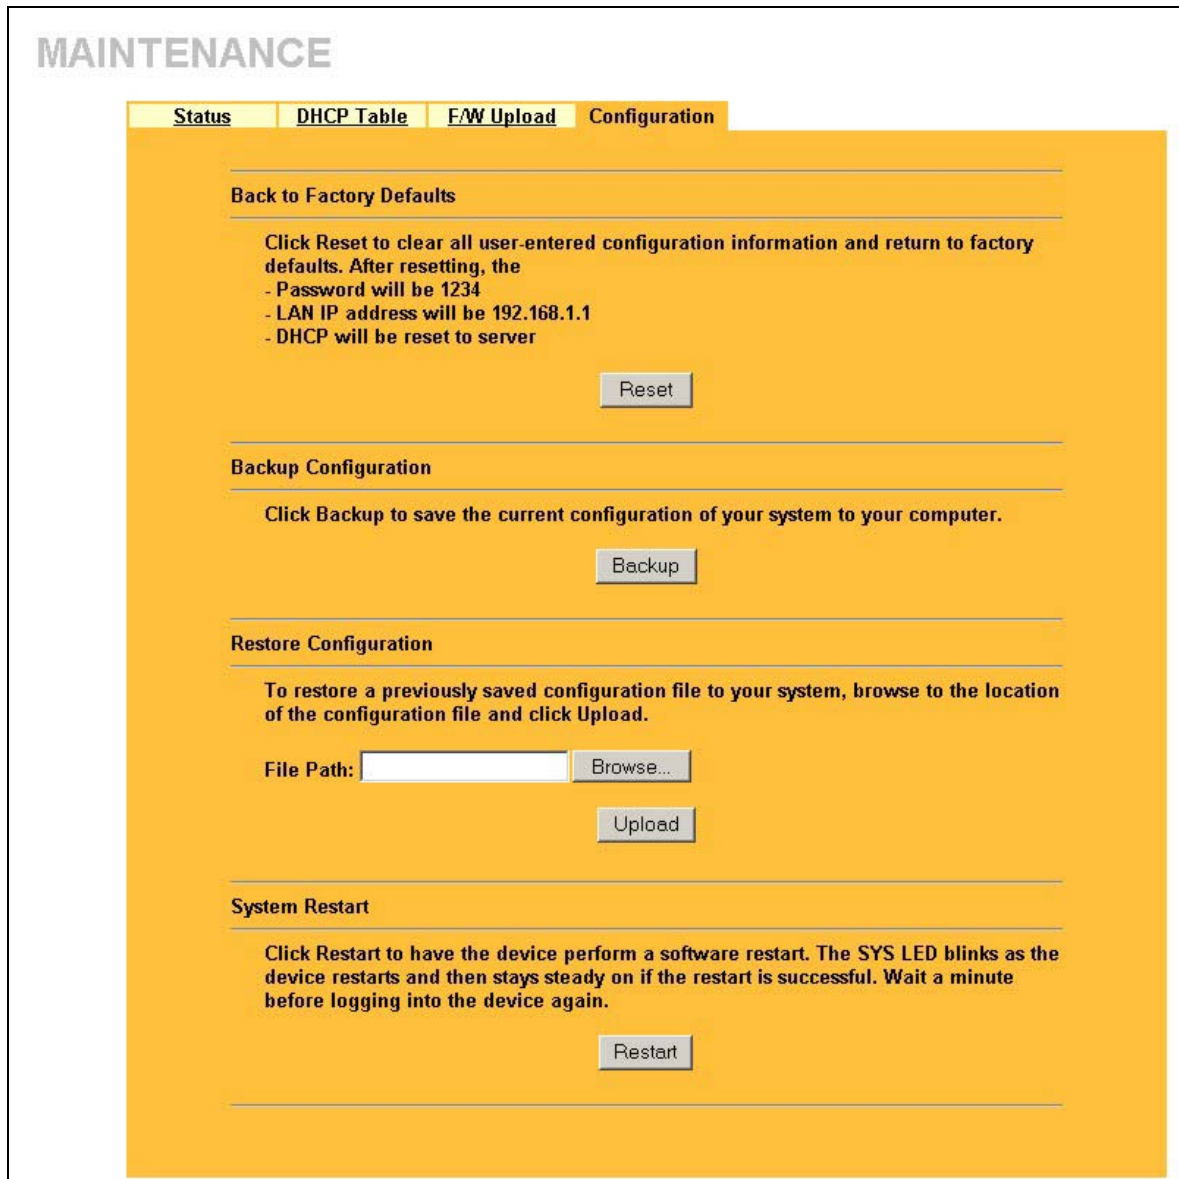 MAINTENANCE
Status DHCP Table F/W Upload Configuration
Back to Factory Defaults
Click Reset to clear all user-entered configuration information and return to factory
defaults. After resetting, the
- Password will be 1234
- LAN IP address will be 192.168.1.1
- DHCP will be reset to server
Reset
Backup Configuration
Click Backup to save the current configuration of your system to your computer.
Backup
Restore Configuration
To restore a previously saved configuration file to your system, browse to the location
of the configuration file and click Upload.
File Path: Browse...
Upload
System Restart
Click Restart to have the device perform a software restart. The SYS LED blinks as the
device restarts and then stays steady on if the restart is successful. Wait a minute
before logging into the device again.
Restart